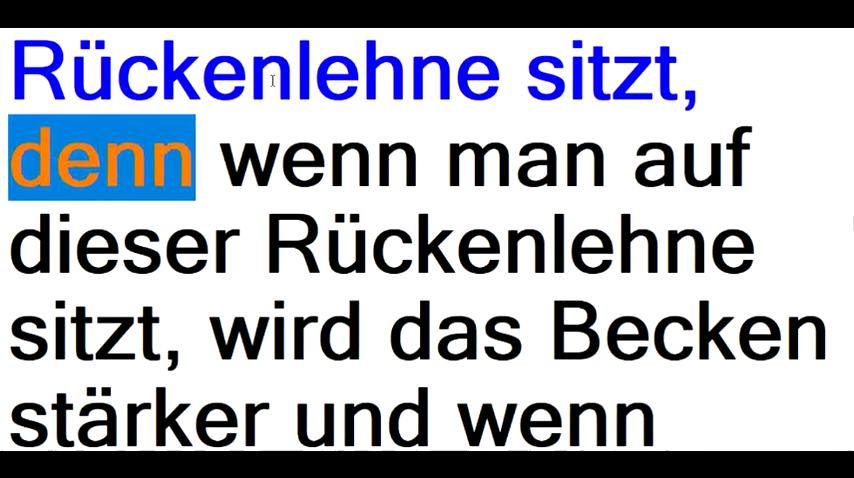 Rückenlehne sitzt,
denn wenn man auf
dieser Rückenlehne
sitzt, wird das Becken
stärker und wenn